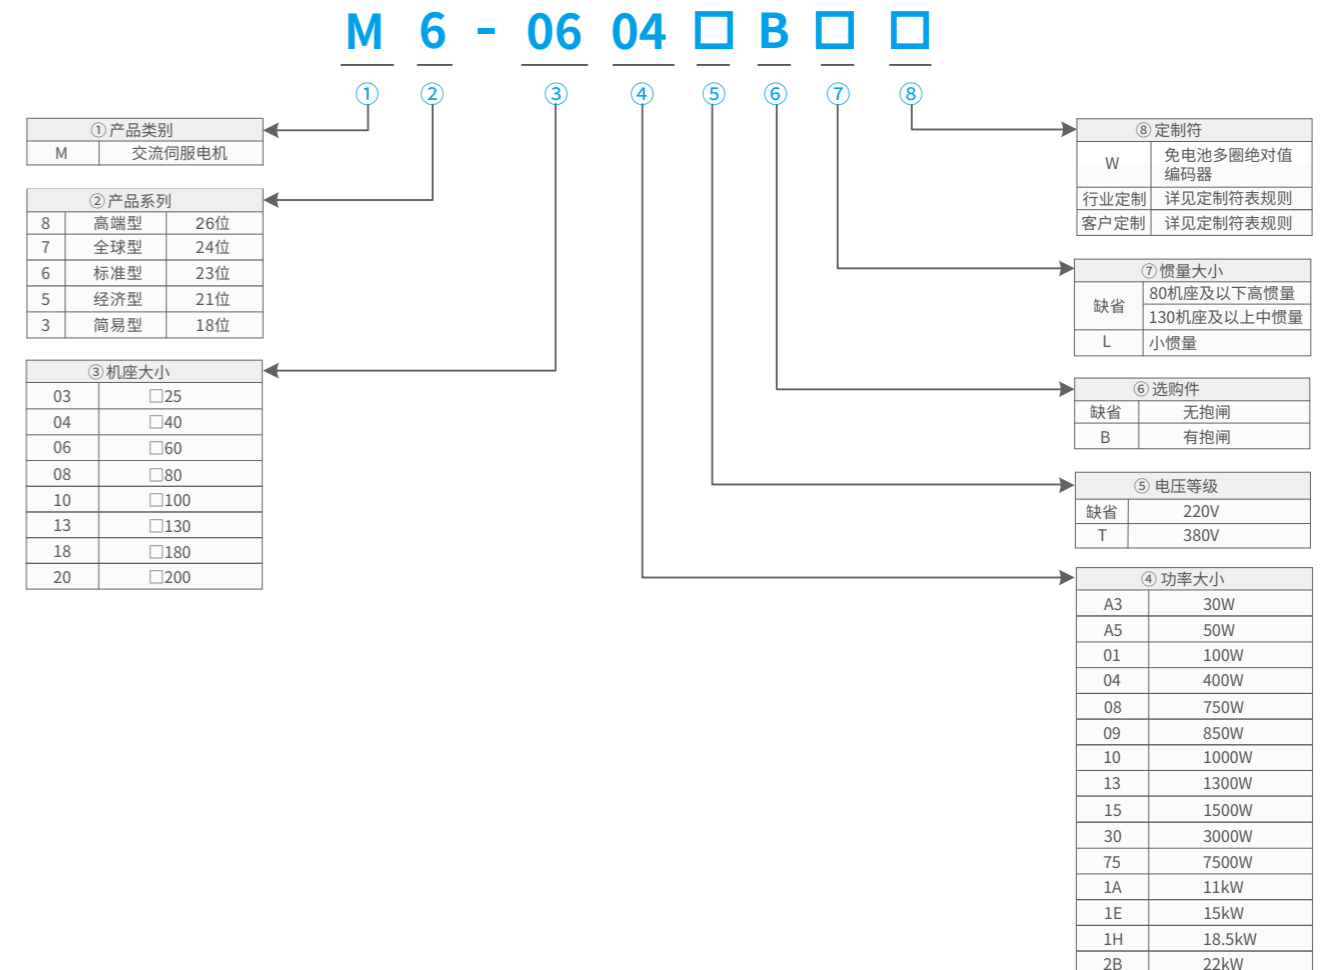 M 6 - 06 04 □ B □ □
① ② ③ ④ ⑤ ⑥ ⑦ ⑧
①产品类别
M 交流伺服电机
②产品系列
8 高端型 26位
7 全球型 24位
6 标准型 23位
5 经济型 21位
3 简易型 18位
③机座大小
03 □25
04 □40
06 □60
08 □80
10 □100
13 □130
18 □180
20 □200
⑧定制符
W 免电池多圈绝对值
编码器
行业定制 详见定制符表规则
客户定制 详见定制符表规则
⑦惯量大小
缺省 80机座及以下高惯量
130机座及以上中惯量
L 小惯量
⑥选购件
缺省 无抱闸
B 有抱闸
⑤ 电压等级
缺省 220V
T 380V
④ 功率大小
A3 30W
A5 50W
01 100W
04 400W
08 750W
09 850W
10 1000W
13 1300W
15 1500W
30 3000W
75 7500W
1A 11kW
1E 15kW
1H 18.5kW
2B 22kW